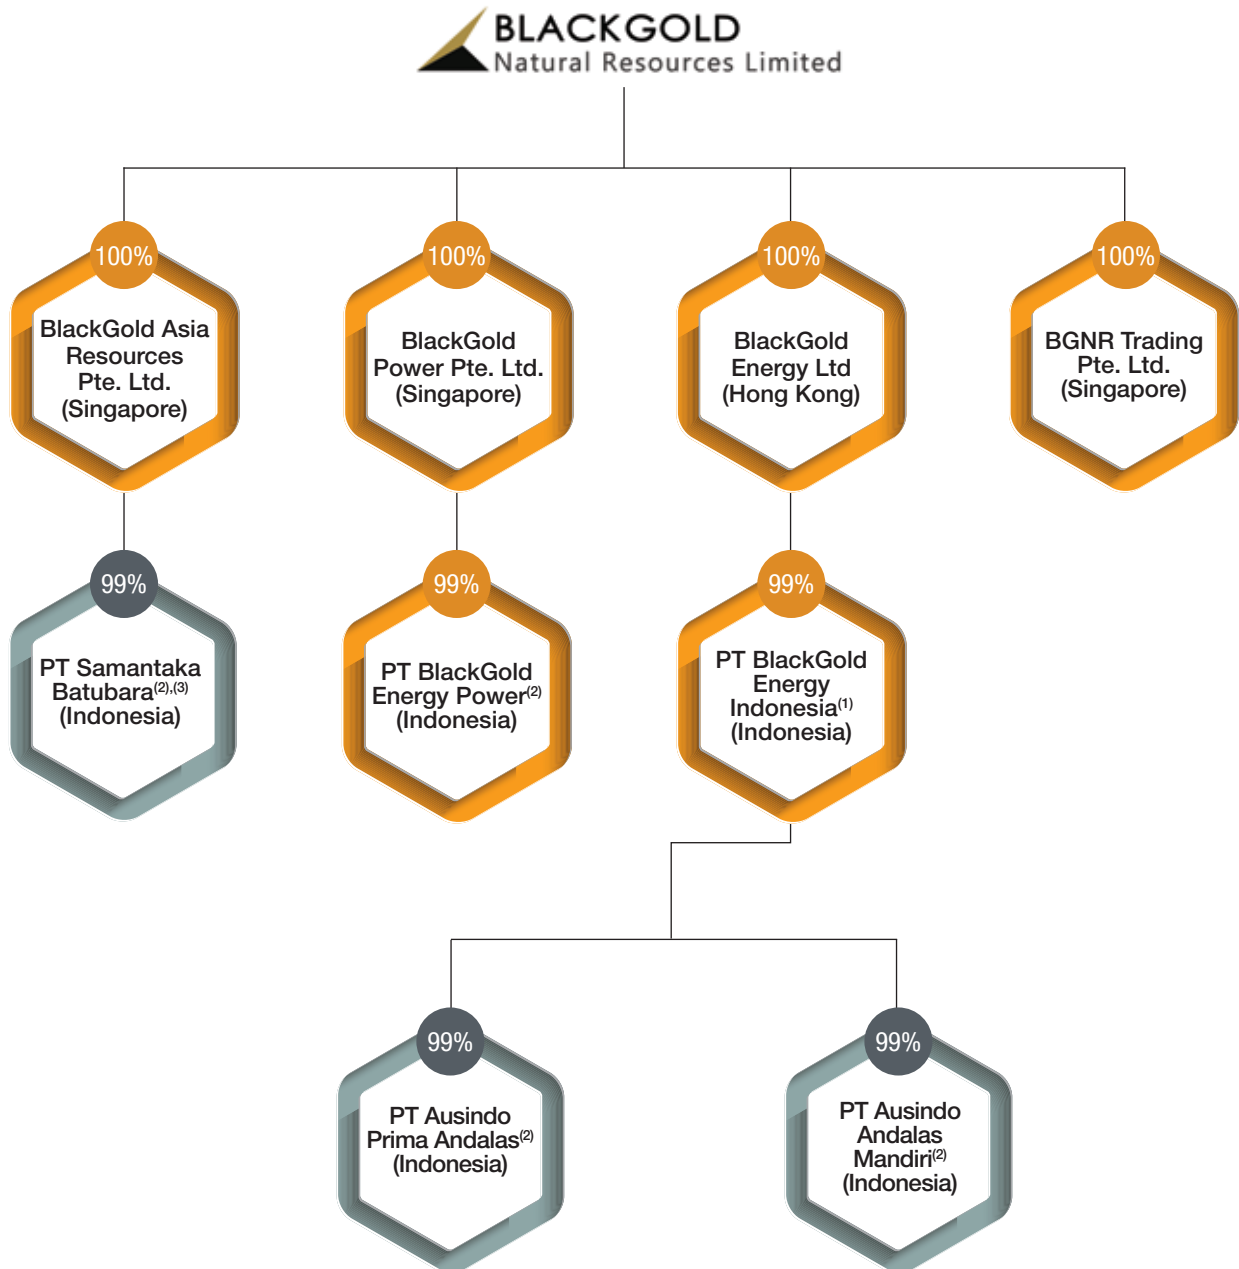 BLACKGOLD
Natural Resources Limited
100%
BlackGold Asia
Resources
Pte. Ltd.
(Singapore)
100%
BlackGold
Power Pte. Ltd.
(Singapore)
100%
BlackGold
Energy Ltd
(Hong Kong)
100%
BGNR Trading
Pte. Ltd.
(Singapore)
99%
PT Samantaka
Batubara(2),(3)
(Indonesia)
99%
PT BlackGold
Energy Power(2)
(Indonesia)
99%
PT BlackGold
Energy
Indonesia(1)
(Indonesia)
99%
PT Ausindo
Prima Andalas(2)
(Indonesia)
99%
PT Ausindo
Andalas
Mandiri(2)
(Indonesia)